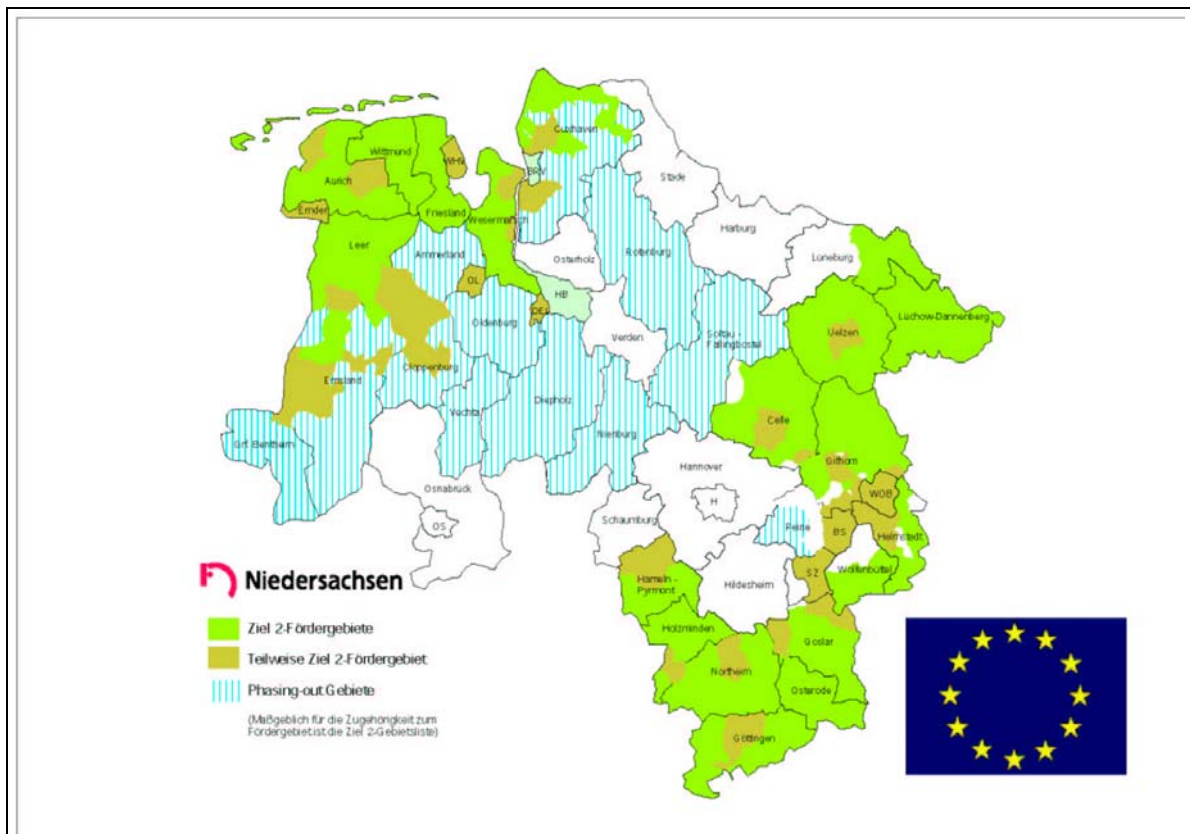 Cuxhaven
Wittmund
WHV
BRV
Stade
Aurich
Emden
Friesland
Wesermarsch
Harburg
Leer
Ammerland
Osterholz
Rotenburg
Lüneburg
OL
HB
DEL
Lüchow-Dannenberg
Oldenburg
Verden
Soltau -
Fallingbostel
Uelzen
Cloppenburg
Emsland
Diepholz
Vechta
Celle
Nienburg
Grf. Bentheim
Gifhorn
Hannover
Osnabrück
H
WOB
OS
Schaumburg
Peine
BS
Helmstedt
SZ
Wolfenbüttel
Hameln -
Pyrmont
Hildesheim
Holzminden
Goslar
Northeim
Osterode
Göttingen
Niedersachsen
Ziel 2-Fördergebiete
Teilweise Ziel 2-Fördergebiet
Phasing-out Gebiete
(Maßgeblich für die Zugehörigkeit zum
Fördergebiet ist die Ziel 2-Gebietsliste)